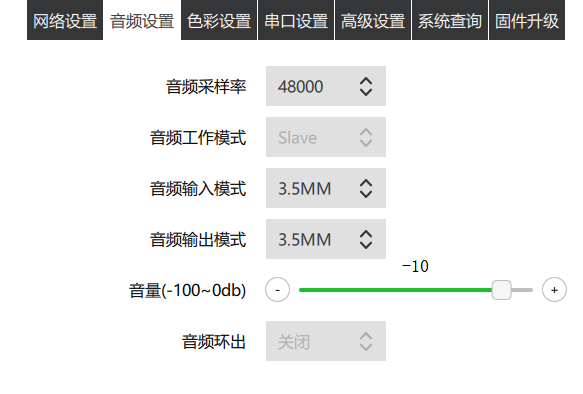 网络设置 音频设置 色彩设置 串口设置 高级设置 系统查询 固件升级
音频采样率 48000
音频工作模式 Slave
音频输入模式 3.5MM
音频输出模式 3.5MM
-10
音量(-100~0db) - +
音频环出 关闭